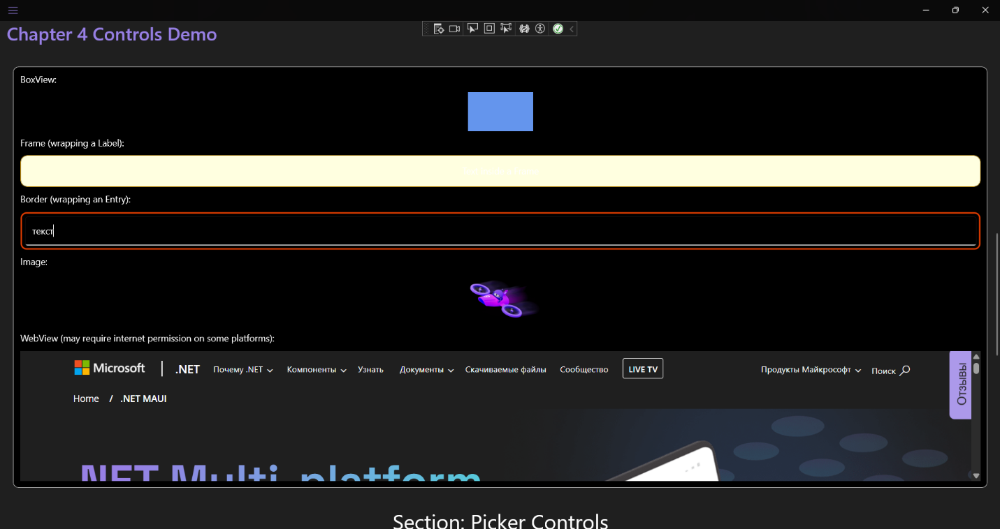 Chapter 4 Controls Demo
BoxView:
Frame (wrapping a Label):
Border (wrapping an Entry):
текст
Image:
WebView (may require internet permission on some platforms):
Microsoft .NET Почему .NET Компоненты Узнать Документы Скачиваемые файлы Сообщество LIVE TV Продукты Майкрософт Поиск
Отзывы
Home / .NET MAUI
.NET Multi-platform
Section: Picker Controls